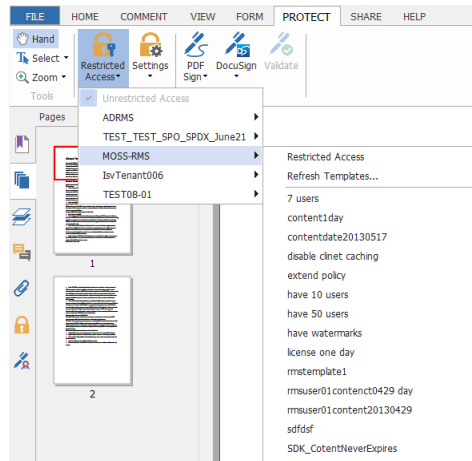 FILE HOME COMMENT VIEW FORM PROTECT SHARE HELP
Hand
Select
Zoom
Tools
Restricted Access
Settings
PDF Sign
DocuSign
Validate
Unrestricted Access
ADRMS
TEST_TEST_SPO_SPDX_June21
MOSS-RMS
IsvTenant006
TEST08-01
Pages
1
2
Restricted Access
Refresh Templates...
7 users
content1day
contentdate20130517
disable clinet caching
extend policy
have 10 users
have 50 users
have watermarks
license one day
rmstemplate1
rmsuser01contenct0429 day
rmsuser01content20130429
sdfdsf
SDK_CotentNeverExpires